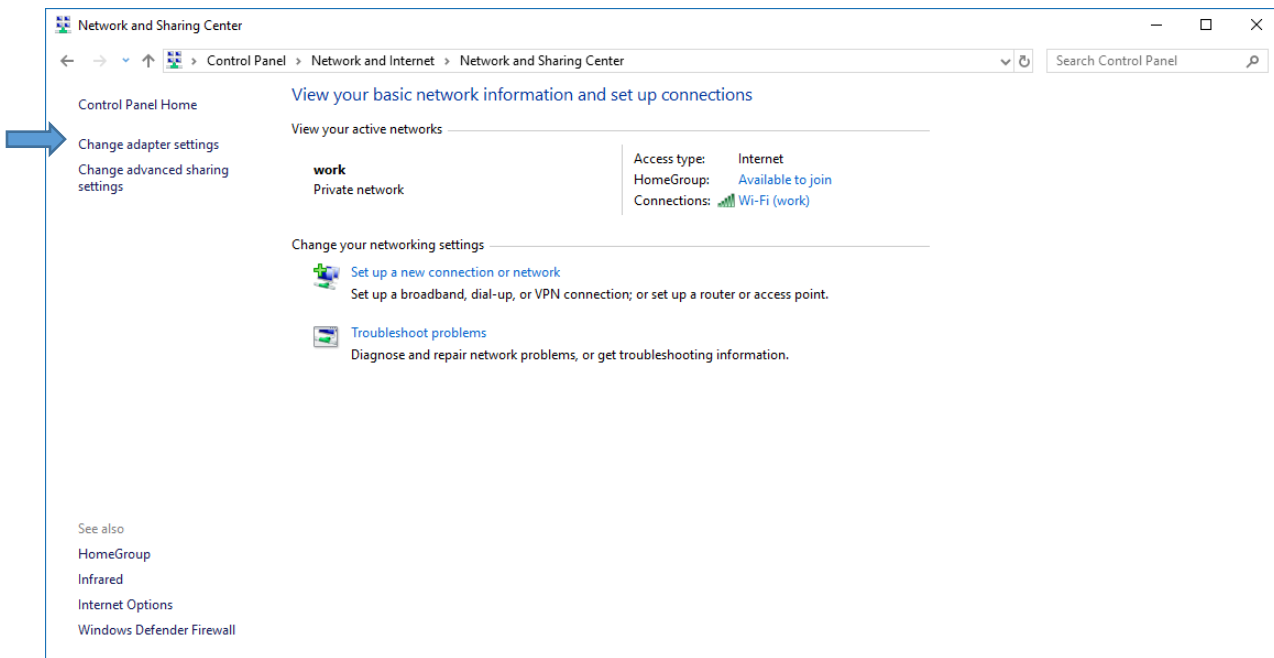 Network and Sharing Center
Control Panel > Network and Internet > Network and Sharing Center
Search Control Panel
Control Panel Home
Change adapter settings
Change advanced sharing
settings
View your basic network information and set up connections
View your active networks
work
Private network
Access type: Internet
HomeGroup: Available to join
Connections: Wi-Fi (work)
Change your networking settings
Set up a new connection or network
Set up a broadband, dial-up, or VPN connection; or set up a router or access point.
Troubleshoot problems
Diagnose and repair network problems, or get troubleshooting information.
See also
HomeGroup
Infrared
Internet Options
Windows Defender Firewall